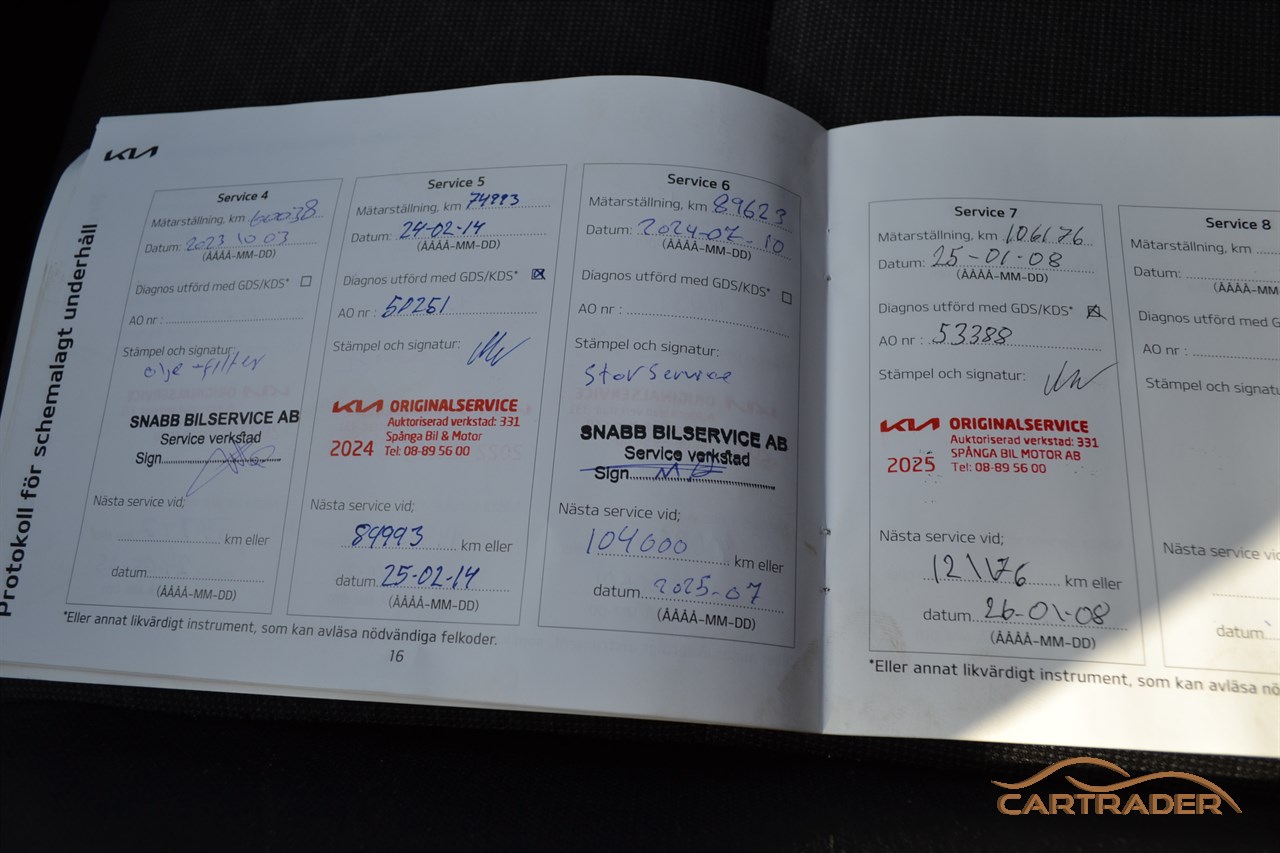 KIA
Protokoll för schemalagt underhåll
Service 4
Mätarställning, km 60038
Datum: 2023 10 03
(ÅÅÅÅ-MM-DD)
Diagnos utförd med GDS/KDS*
AO nr :
Stämpel och signatur:
olje +filter
SNABB BILSERVICE AB
Service verkstad
Sign.
Nästa service vid;
km eller
datum
(ÅÅÅÅ-MM-DD)
Service 5
Mätarställning, km 74993
Datum: 24-02-14
(ÅÅÅÅ-MM-DD)
Diagnos utförd med GDS/KDS*
AO nr :
Stämpel och signatur:
KIA ORIGINALSERVICE
Auktoriserad verkstad: 331
Spånga Bil & Motor
2024 Tel: 08-89 56 00
Nästa service vid;
89993 km eller
datum 25-02-14
(ÅÅÅÅ-MM-DD)
Service 6
Mätarställning, km 89623
Datum: 2024-07-10
(ÅÅÅÅ-MM-DD)
Diagnos utförd med GDS/KDS*
AO nr :
Stämpel och signatur:
Stor Service
SNABB BILSERVICE AB
Service verkstad
Sign.
Nästa service vid;
104000 km eller
datum 2025-07
(ÅÅÅÅ-MM-DD)
*Eller annat likvärdigt instrument, som kan avläsa nödvändiga felkoder.
16
Service 7
Mätarställning, km 106176
Datum: 25-01-08
(ÅÅÅÅ-MM-DD)
Diagnos utförd med GDS/KDS*
AO nr : 53388
Stämpel och signatur:
KIA ORIGINALSERVICE
Auktoriserad verkstad: 331
SPÅNGA BIL MOTOR AB
2025 Tel: 08-89 56 00
Nästa service vid;
121176 km eller
datum 26-01-08
(ÅÅÅÅ-MM-DD)
Service 8
Mätarställning, km
Datum:
(ÅÅÅÅ-MM
Diagnos utförd med G
AO nr :
Stämpel och signatu
Nästa service vid
datum
*Eller annat likvärdigt instrument, som kan avläsa nö
CARTRADER